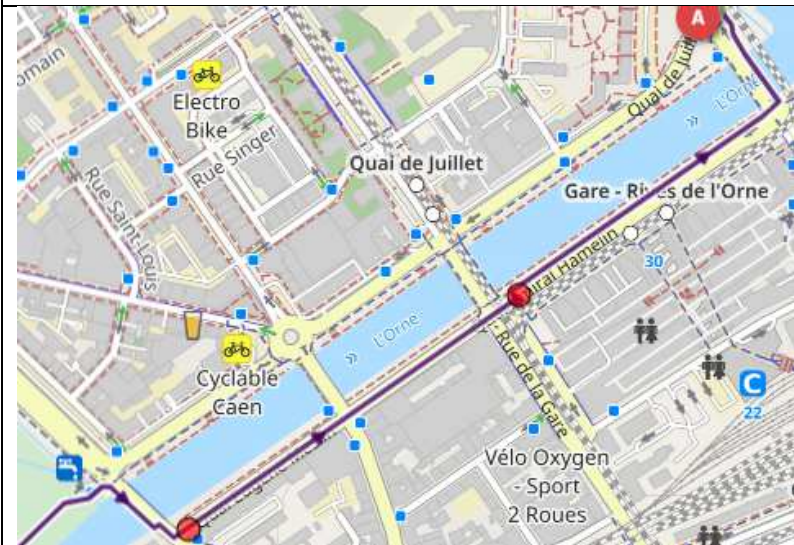 A
omain
Electro
Bike
Quai de Juill
L'Orne
Rue Singer
Quai de Juillet
Gare - Rives de l'Orne
Rue Saint-Louis
iral Hamelin
30
L'Orne
Cyclable
Caen
- Rue de la Gare
C
22
Vélo Oxygen
- Sport
2 Roues